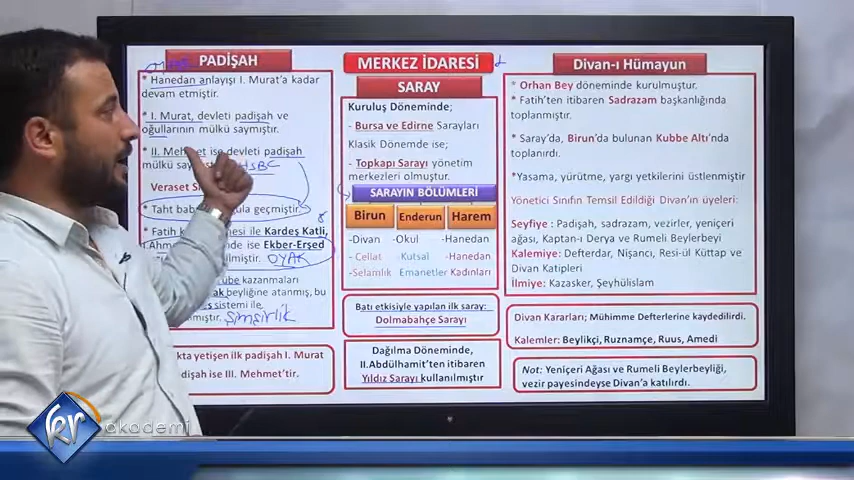 PADİŞAH
* Hanedan anlayışı I. Murat'a kadar
devam etmiştir.
* I. Murat, devleti padişah ve
oğullarının mülkü saymıştır.
* II. Mehmet ise devleti padişah
mülkü HSBC
Veraset
* Taht geçmiştir.
* Fatih ile Kardeş Katli,
ise Ekber-Erşed
OYAK
kazanmaları
beyliğine atanmış, bu
sistemi ile
Şimşirlik
yetişen ilk padişah I. Murat
ise III. Mehmet'tir.
MERKEZ İDARESİ
SARAY
Kuruluş Döneminde;
- Bursa ve Edirne Sarayları
Klasik Dönemde ise;
- Topkapı Sarayı yönetim
merkezleri olmuştur.
SARAYIN BÖLÜMLERİ
Birun Enderun Harem
-Divan -Okul -Hanedan
-Cellat Kutsal -Hanedan
-Selamlık Emanetler Kadınları
Batı etkisiyle yapılan ilk saray:
Dolmabahçe Sarayı
Dağılma Döneminde,
II.Abdülhamit'ten itibaren
Yıldız Sarayı kullanılmıştır
Divan-ı Hümayun
* Orhan Bey döneminde kurulmuştur.
* Fatih'ten itibaren Sadrazam başkanlığında
toplanmıştır.
* Saray'da, Birun'da bulunan Kubbe Altı'nda
toplanırdı.
*Yasama, yürütme, yargı yetkilerini üstlenmiştir
Yönetici Sınıfın Temsil Edildiği Divan'ın üyeleri:
Seyfiye : Padişah, sadrazam, vezirler, yeniçeri
ağası, Kaptan-ı Derya ve Rumeli Beylerbeyi
Kalemiye: Defterdar, Nişancı, Res-ül Küttap ve
Divan Katipleri
İlmiye: Kazasker, Şeyhülislam
Divan Kararları; Mühimme Defterlerine kaydedilirdi.
Kalemler: Beylikçi, Ruznamçe, Ruus, Amedi
Not: Yeniçeri Ağası ve Rumeli Beylerbeyliği,
vezir payesindeyse Divan'a katılırdı.
kr akademi